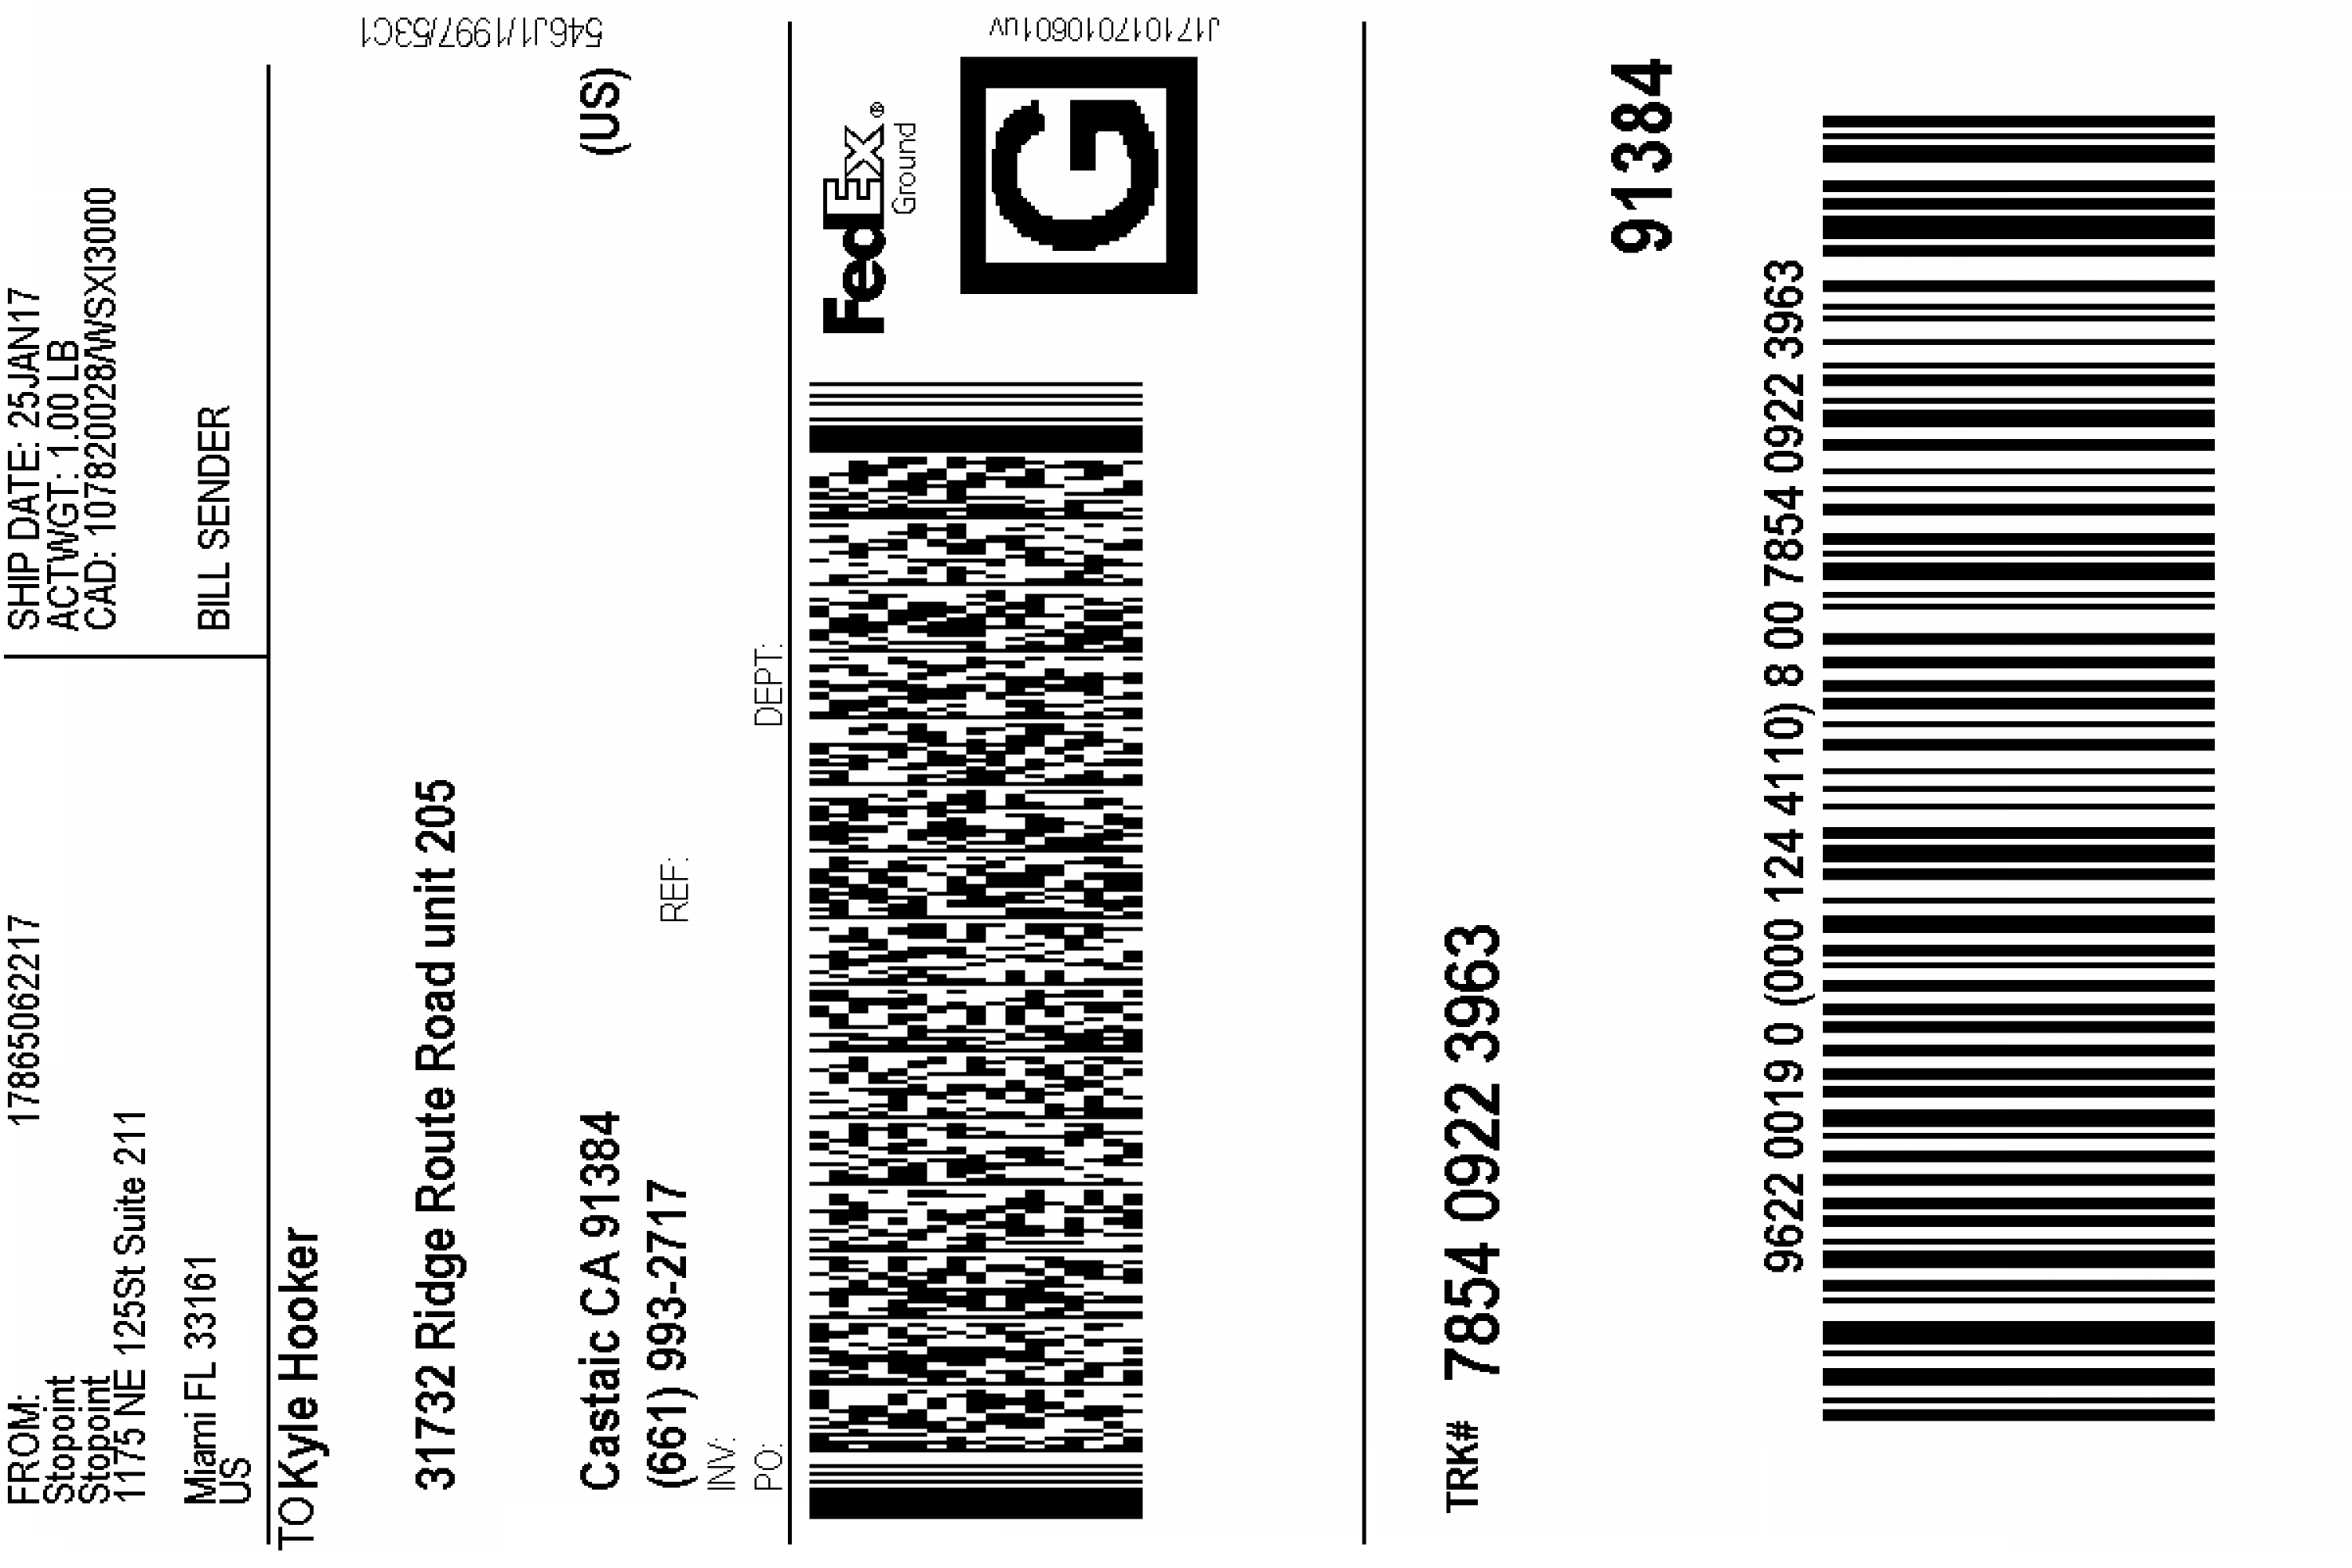 FROM: 17865062217
Stopoint
Stopoint
1175 NE 125St Suite 211
Miami FL 33161
US
SHIP DATE: 25JAN17
ACTWGT: 1.00 LB
CAD: 107820028/WSXI3000
BILL SENDER
TO Kyle Hooker
31732 Ridge Route Road unit 205
Castaic CA 91384 (US)
(661) 993-2717
REF:
INV:
PO: DEPT:
546J1/1997/53C1
FedEx®
Ground
G
J171017010601uv
TRK# 7854 0922 3963
91384
9622 0019 0 (000 124 4110) 8 00 7854 0922 3963